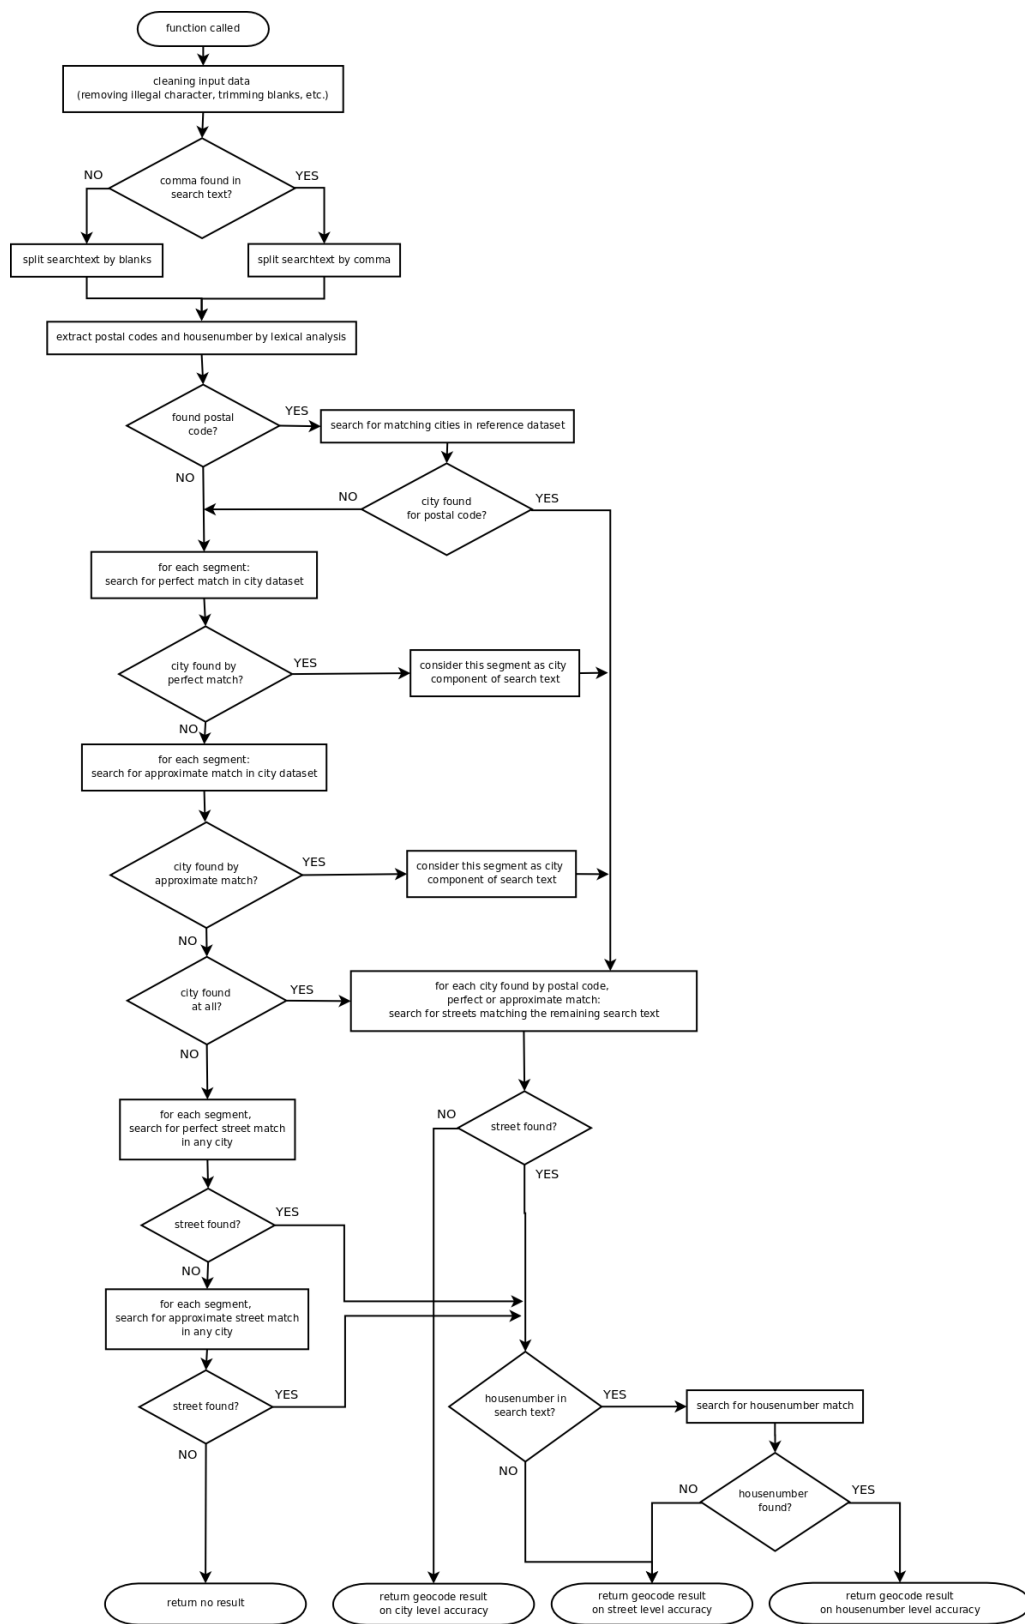 function called
cleaning input data
(removing illegal character, trimming blanks, etc.)
NO
YES
comma found in
search text?
split searchtext by blanks
split searchtext by comma
extract postal codes and housenumber by lexical analysis
found postal
code?
YES
search for matching cities in reference dataset
NO
NO
YES
city found
for postal code?
for each segment:
search for perfect match in city dataset
city found by
perfect match?
YES
consider this segment as city
component of search text
NO
for each segment:
search for approximate match in city dataset
city found by
approximate match?
YES
consider this segment as city
component of search text
NO
city found
at all?
YES
for each city found by postal code,
perfect or approximate match:
search for streets matching the remaining search text
NO
for each segment,
search for perfect street match
in any city
NO
street found?
YES
street found?
YES
NO
for each segment,
search for approximate street match
in any city
street found?
YES
NO
housenumber in
search text?
YES
search for housenumber match
NO
NO
housenumber
found?
YES
return no result
return geocode result
on city level accuracy
return geocode result
on street level accuracy
return geocode result
on housenumber level accuracy